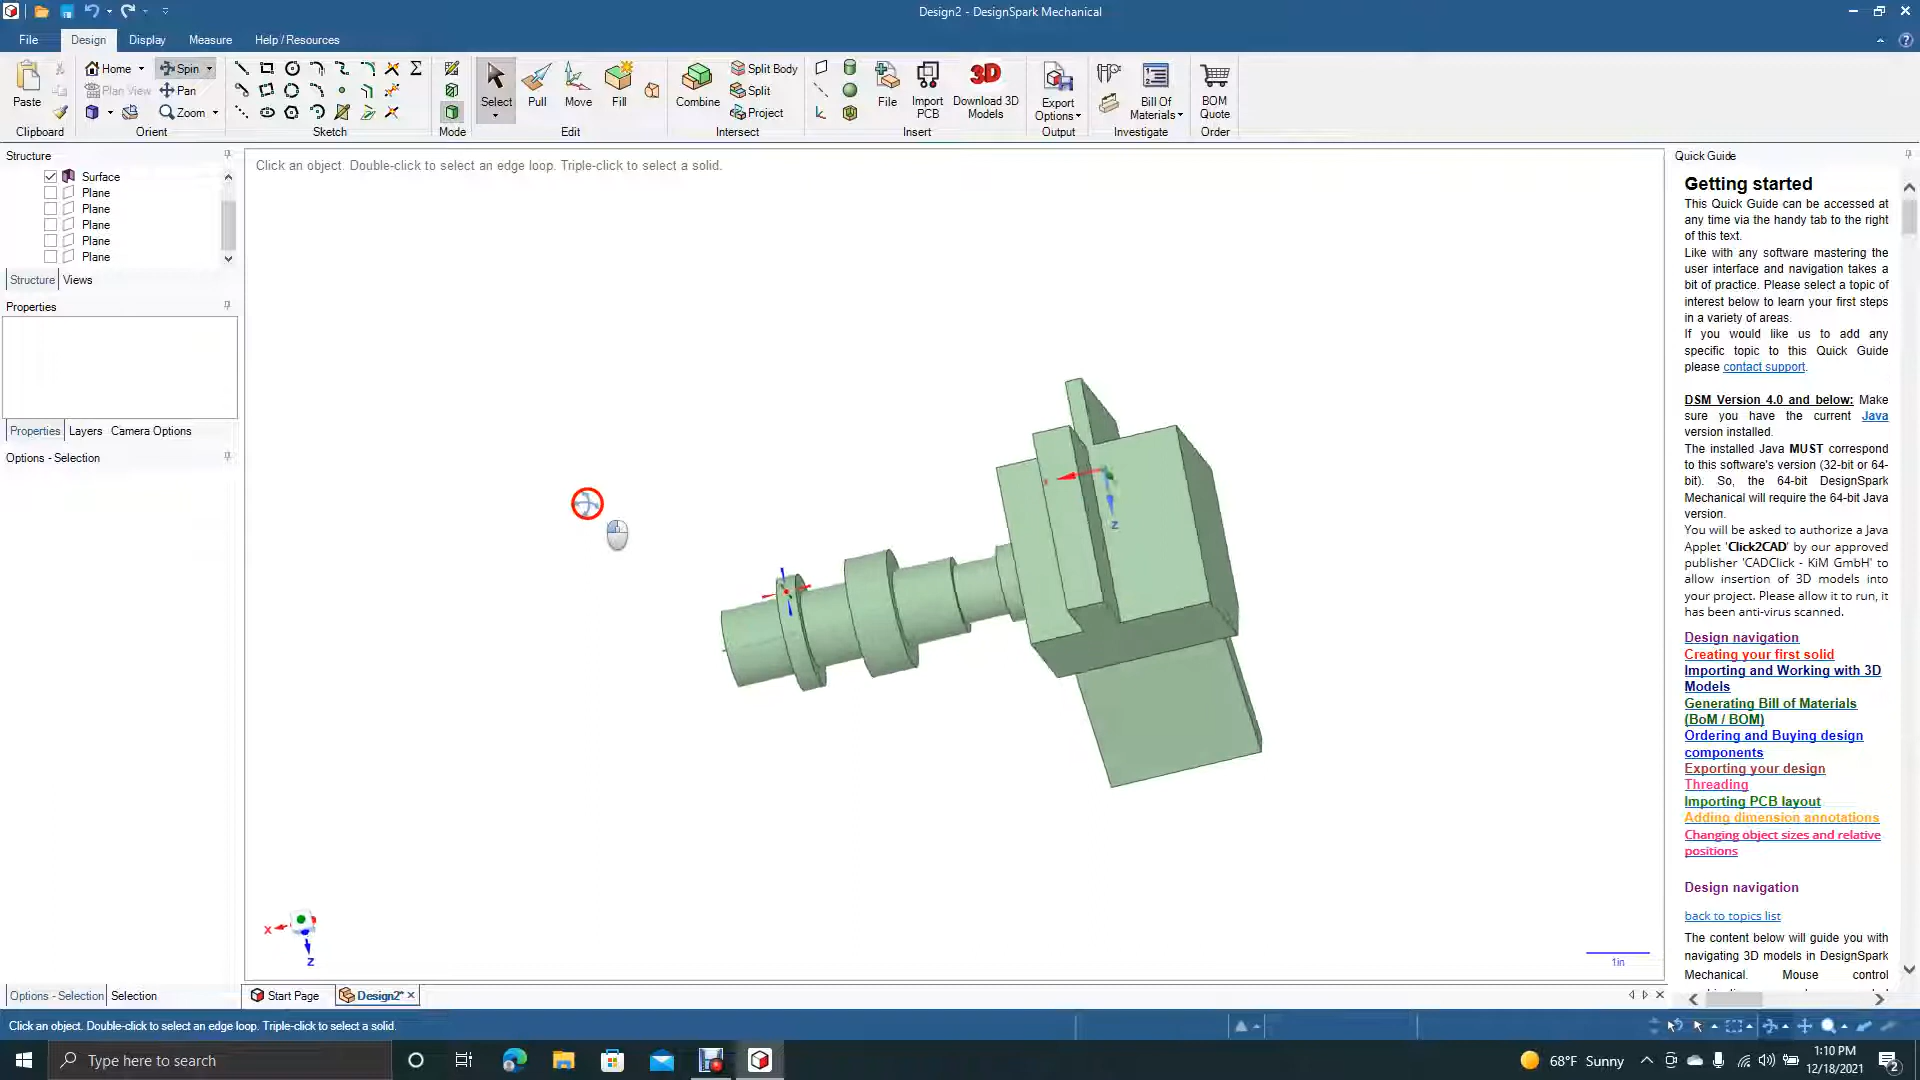 Design2 - DesignSpark Mechanical
File Design Display Measure Help / Resources
Paste
Clipboard
Home Spin
Plan View Pan
Zoom
Orient
Sketch
Mode
Select Pull Move Fill
Edit
Combine Split Body
Split
Project
Intersect
File Import PCB Download 3D Models
Insert
Export Options
Output
Bill Of Materials
Investigate
BOM Quote
Order
Structure
Surface
Plane
Plane
Plane
Plane
Plane
Structure Views
Properties
Properties Layers Camera Options
Options - Selection
Click an object. Double-click to select an edge loop. Triple-click to select a solid.
Z
X
Z
1in
Quick Guide
Getting started
This Quick Guide can be accessed at
any time via the handy tab to the right
of this text.
Like with any software mastering the
user interface and navigation takes a
bit of practice. Please select a topic of
interest below to learn your first steps
in a variety of areas.
If you would like us to add any
specific topic to this Quick Guide
please contact support.
DSM Version 4.0 and below: Make
sure you have the current Java
version installed.
The installed Java MUST correspond
to this software's version (32-bit or 64-
bit). So, the 64-bit DesignSpark
Mechanical will require the 64-bit Java
version.
You will be asked to authorize a Java
Applet 'Click2CAD' by our approved
publisher 'CADClick - KiM GmbH' to
allow insertion of 3D models into
your project. Please allow it to run, it
has been anti-virus scanned.
Design navigation
Creating your first solid
Importing and Working with 3D
Models
Generating Bill of Materials
(BoM / BOM)
Ordering and Buying design
components
Exporting your design
Threading
Importing PCB layout
Adding dimension annotations
Changing object sizes and relative
positions
Design navigation
back to topics list
The content below will guide you with
navigating 3D models in DesignSpark
Mechanical. Mouse control
Options - Selection Selection
Start Page Design2*
Click an object. Double-click to select an edge loop. Triple-click to select a solid.
Type here to search
68°F Sunny
1:10 PM
12/18/2021
2